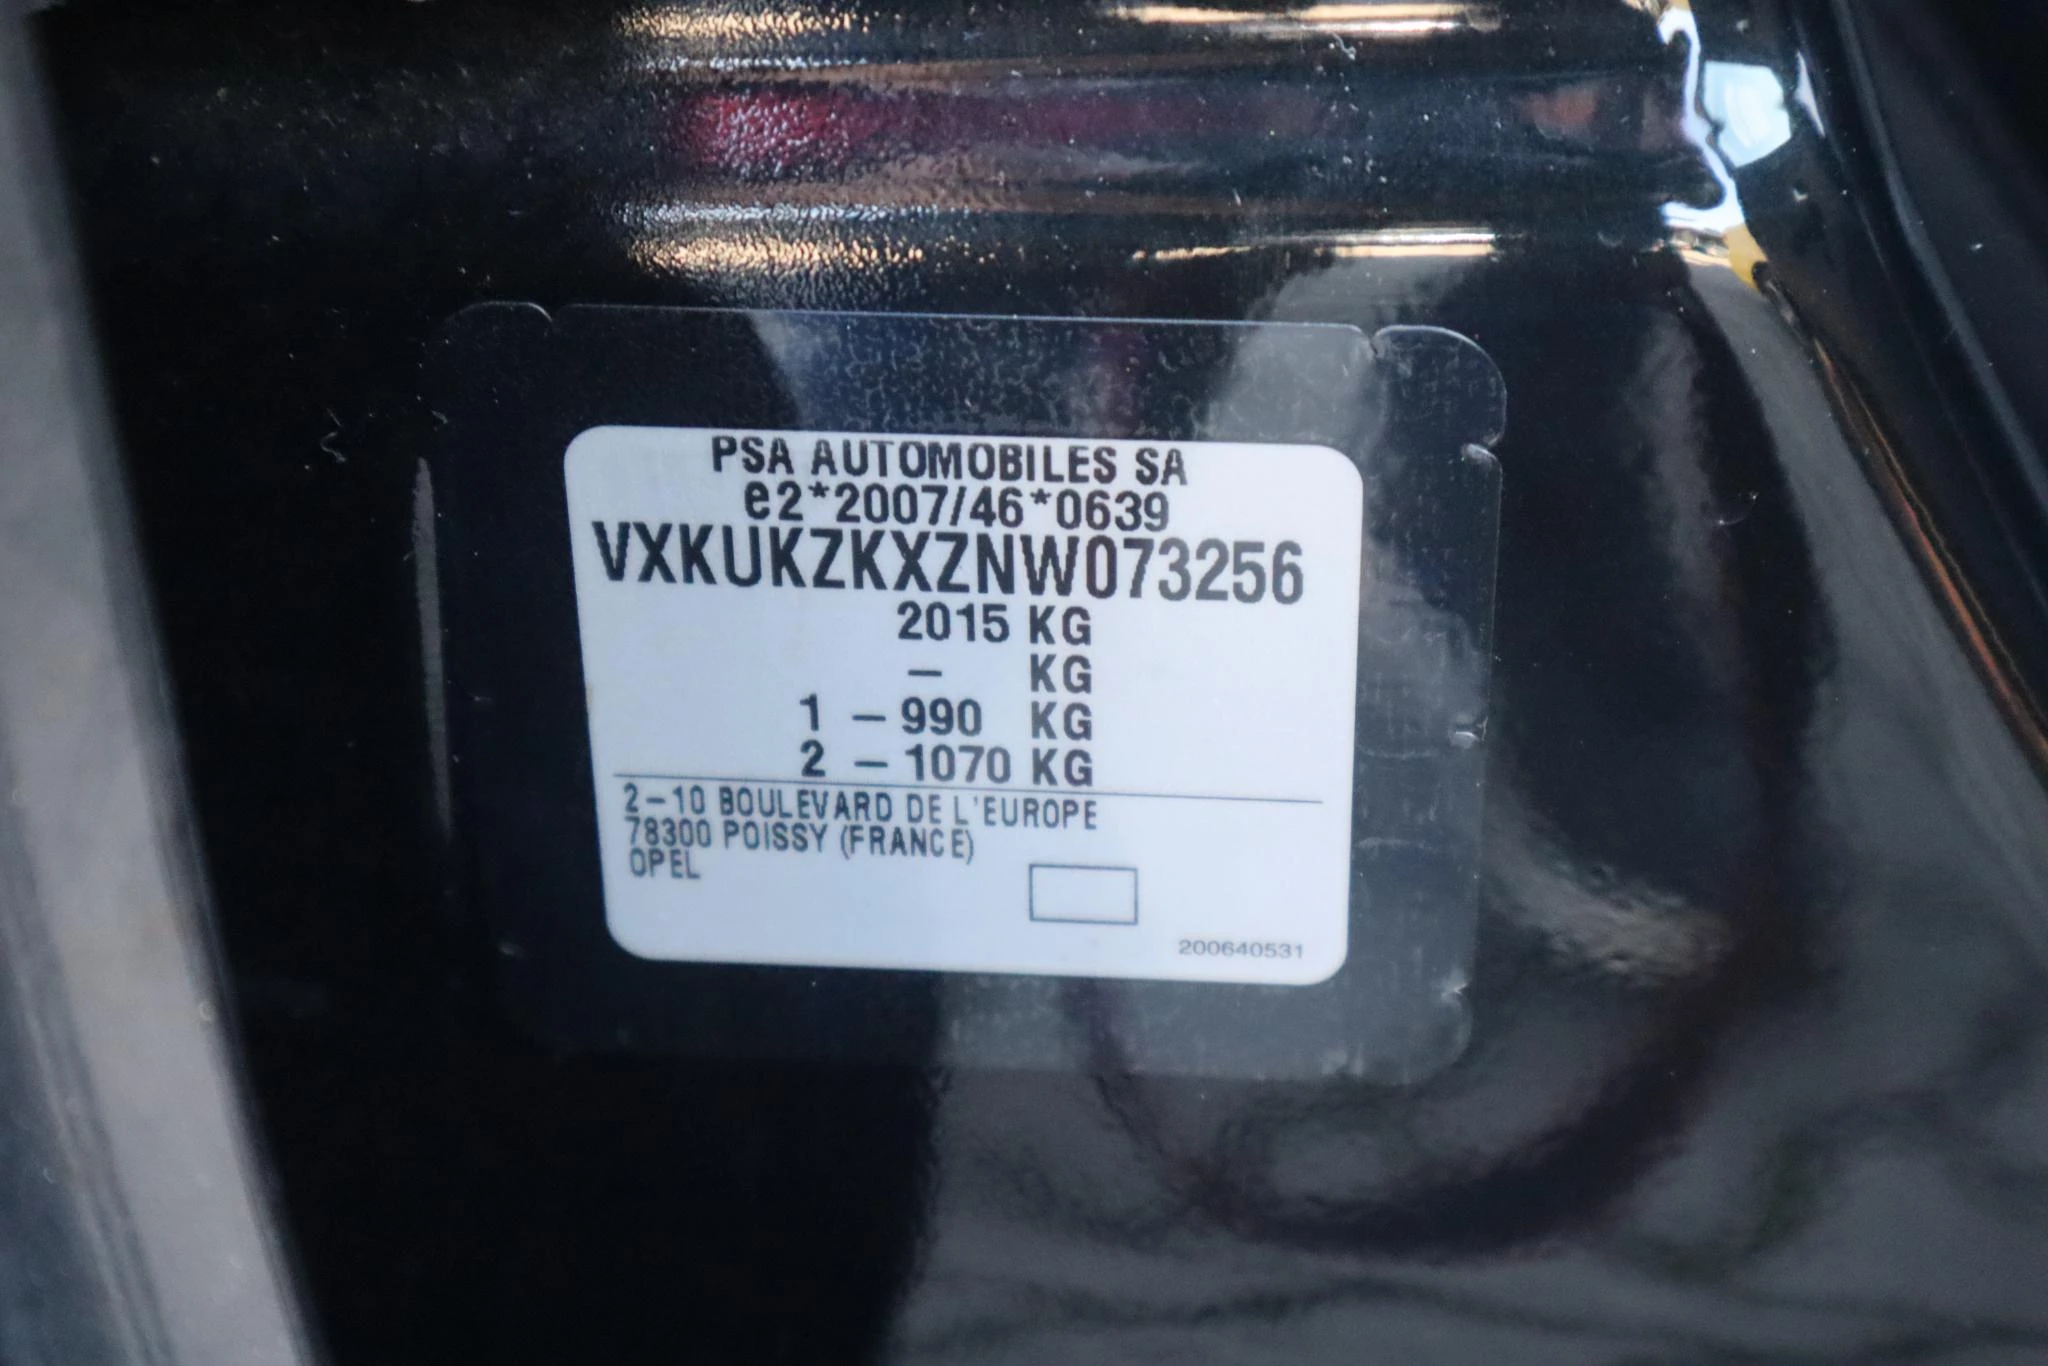 PSA AUTOMOBILES SA
e2*2007/46*0639
VXKUKZKXZNW073256
2015 KG
– KG
1 – 990 KG
2 – 1070 KG
2–10 BOULEVARD DE L'EUROPE
78300 POISSY (FRANCE)
OPEL
200640531